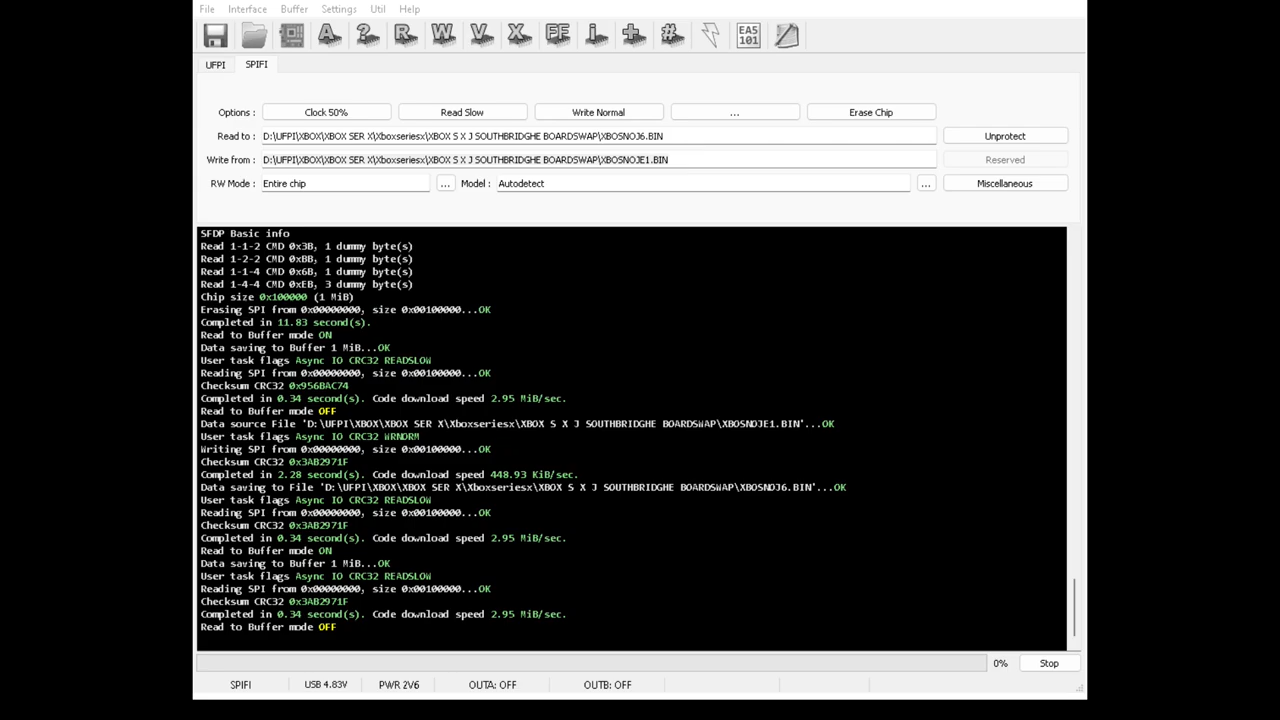 File Interface Buffer Settings Util Help
A ? R W V X FF i + # EA5 101
UFPI SPIFI
Options : Clock 50% Read Slow Write Normal ... Erase Chip
Read to : D:\UFPI\XBOX\XBOX SER X\Xboxseriesx\XBOX S X J SOUTHBRIDGHE BOARDSWAP\XBOSNOJ6.BIN Unprotect
Write from : D:\UFPI\XBOX\XBOX SER X\Xboxseriesx\XBOX S X J SOUTHBRIDGHE BOARDSWAP\XBOSNOJE1.BIN Reserved
RW Mode : Entire chip ... Model : Autodetect ... Miscellaneous
SFDP Basic info
Read 1-1-2 CMD 0x3B, 1 dummy byte(s)
Read 1-2-2 CMD 0xBB, 1 dummy byte(s)
Read 1-1-4 CMD 0x6B, 1 dummy byte(s)
Read 1-4-4 CMD 0xEB, 3 dummy byte(s)
Chip size 0x100000 (1 MiB)
Erasing SPI from 0x00000000, size 0x00100000...OK
Completed in 11.83 second(s).
Read to Buffer mode ON
Data saving to Buffer 1 MiB...OK
User task flags Async IO CRC32 READSLOW
Reading SPI from 0x00000000, size 0x00100000...OK
Checksum CRC32 0x956BAC74
Completed in 0.34 second(s). Code download speed 2.95 MiB/sec.
Read to Buffer mode OFF
Data source File 'D:\UFPI\XBOX\XBOX SER X\Xboxseriesx\XBOX S X J SOUTHBRIDGHE BOARDSWAP\XBOSNOJE1.BIN'...OK
User task flags Async IO CRC32 WRNORM
Writing SPI from 0x00000000, size 0x00100000...OK
Checksum CRC32 0x3AB2971F
Completed in 2.28 second(s). Code download speed 448.93 KiB/sec.
Data saving to File 'D:\UFPI\XBOX\XBOX SER X\Xboxseriesx\XBOX S X J SOUTHBRIDGHE BOARDSWAP\XBOSNOJ6.BIN'...OK
User task flags Async IO CRC32 READSLOW
Reading SPI from 0x00000000, size 0x00100000...OK
Checksum CRC32 0x3AB2971F
Completed in 0.34 second(s). Code download speed 2.95 MiB/sec.
Read to Buffer mode ON
Data saving to Buffer 1 MiB...OK
User task flags Async IO CRC32 READSLOW
Reading SPI from 0x00000000, size 0x00100000...OK
Checksum CRC32 0x3AB2971F
Completed in 0.34 second(s). Code download speed 2.95 MiB/sec.
Read to Buffer mode OFF
0% Stop
SPIFI USB 4.83V PWR 2V6 OUTA: OFF OUTB: OFF